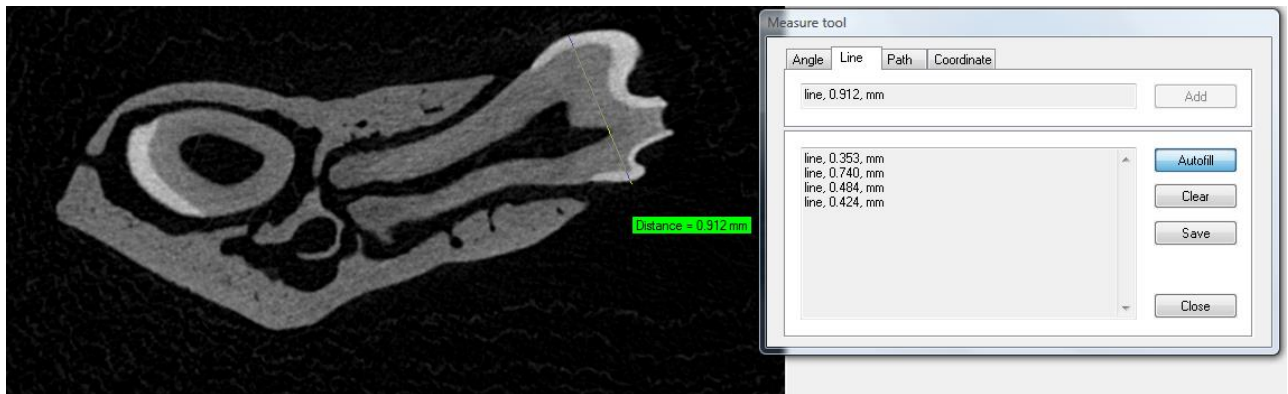 Measure tool
Angle Line Path Coordinate
line, 0.912, mm
Add
line, 0.353, mm
line, 0.740, mm
line, 0.484, mm
line, 0.424, mm
Autofill
Clear
Save
Close
Distance = 0.912 mm